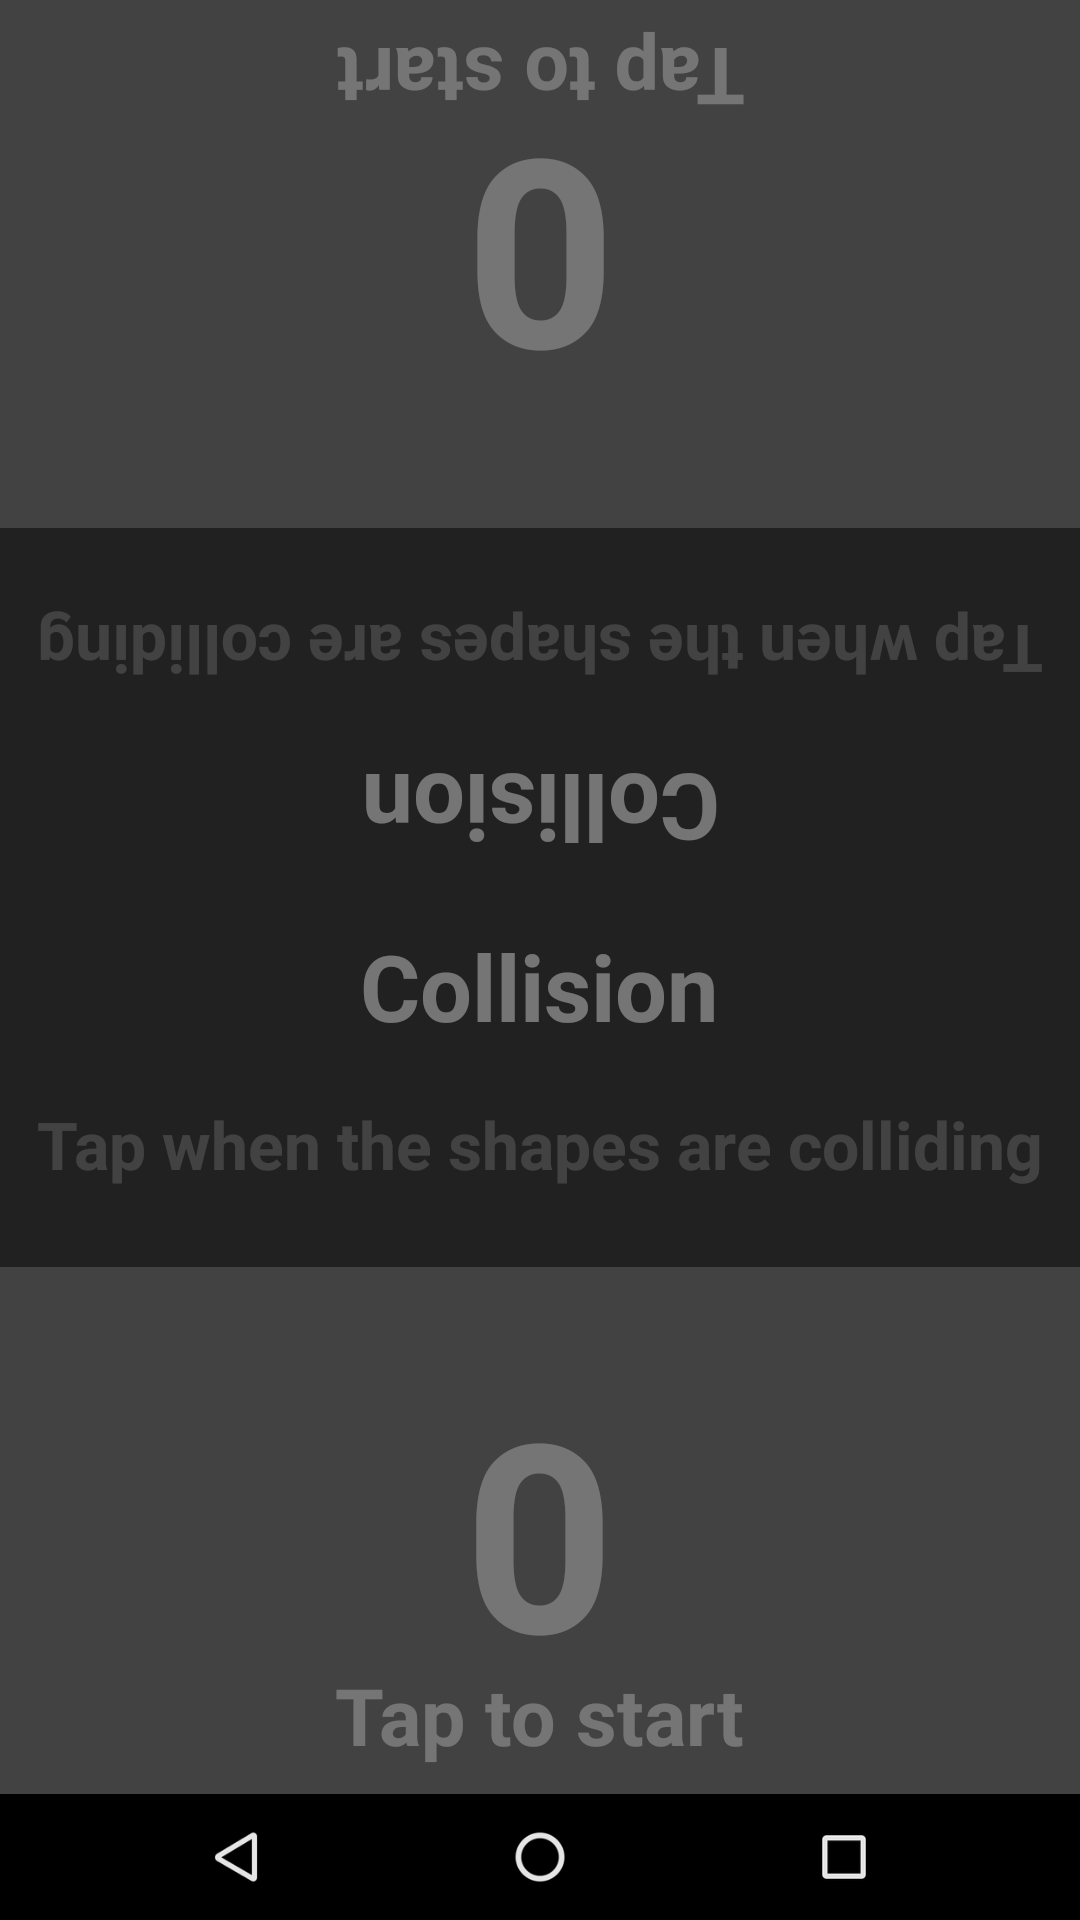 Tap to start
0
Tap when the shapes are colliding
Collision
Collision
Tap when the shapes are colliding
0
Tap to start